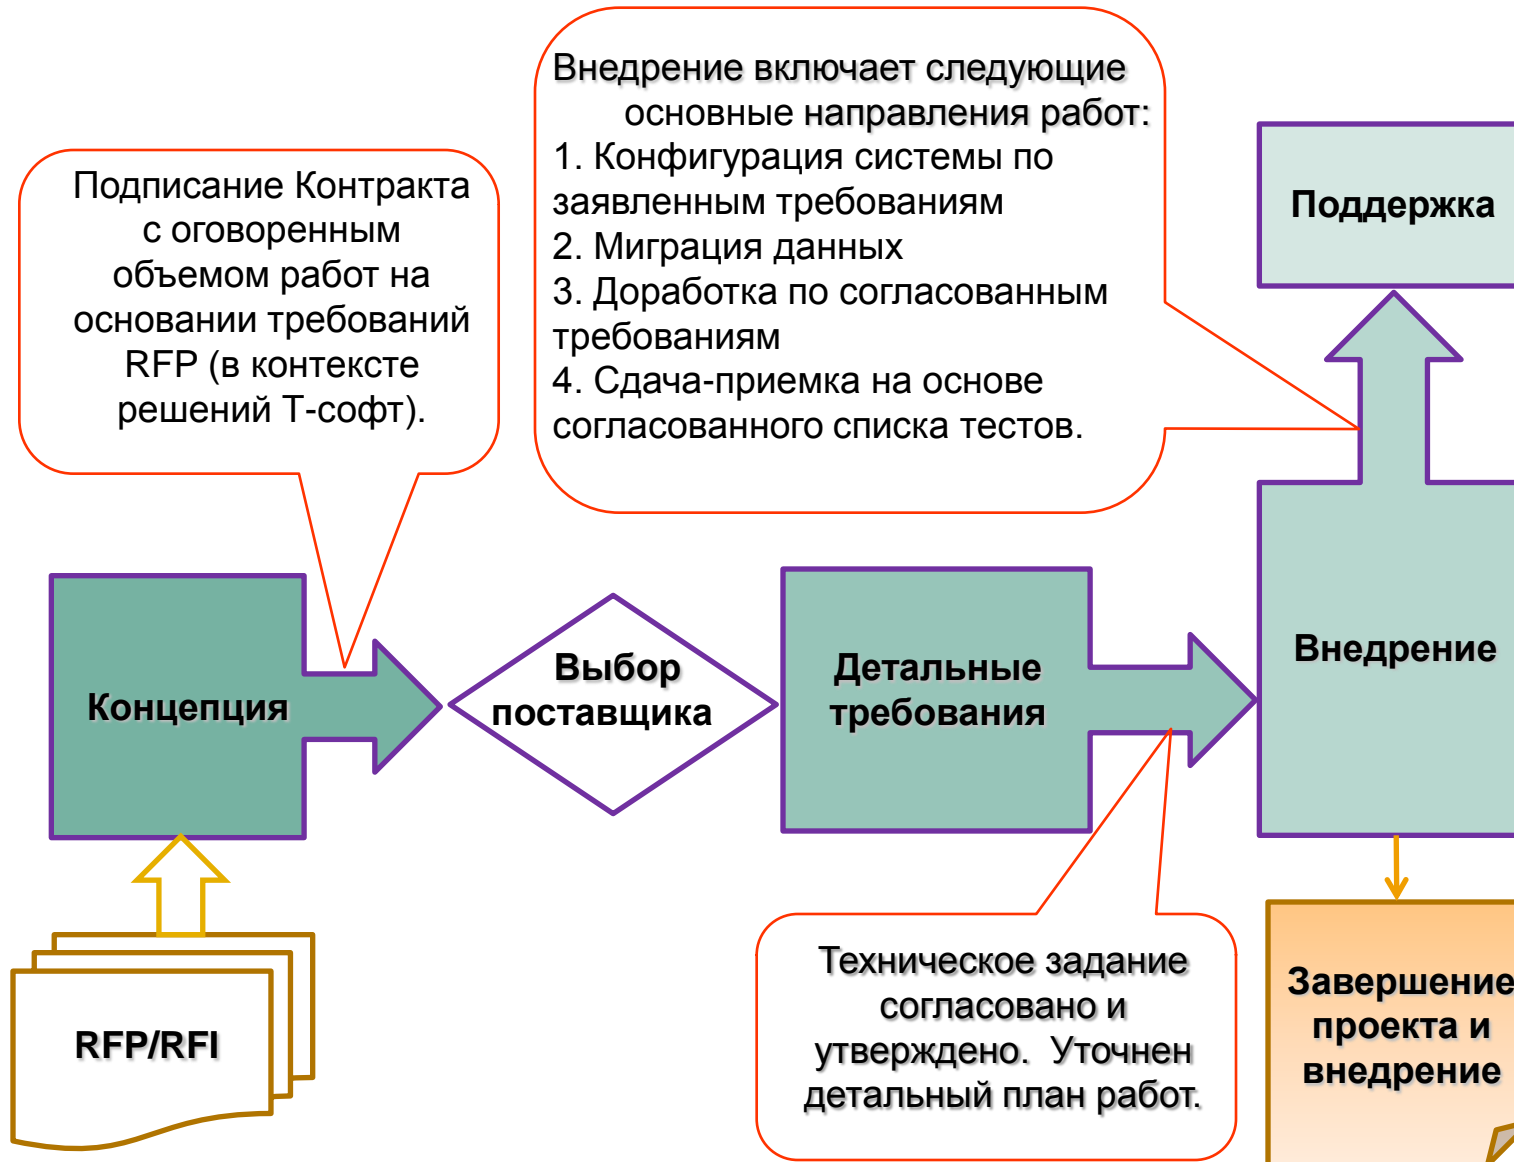 Внедрение включает следующие
основные направления работ:
1. Конфигурация системы по
заявленным требованиям
2. Миграция данных
3. Доработка по согласованным
требованиям
4. Сдача-приемка на основе
согласованного списка тестов.
Подписание Контракта
с оговоренным
объемом работ на
основании требований
RFP (в контексте
решений Т-софт).
Поддержка
Концепция
Выбор
поставщика
Детальные
требования
Внедрение
RFP/RFI
Техническое задание
согласовано и
утверждено.  Уточнен
детальный план работ.
Завершение
проекта и
внедрение